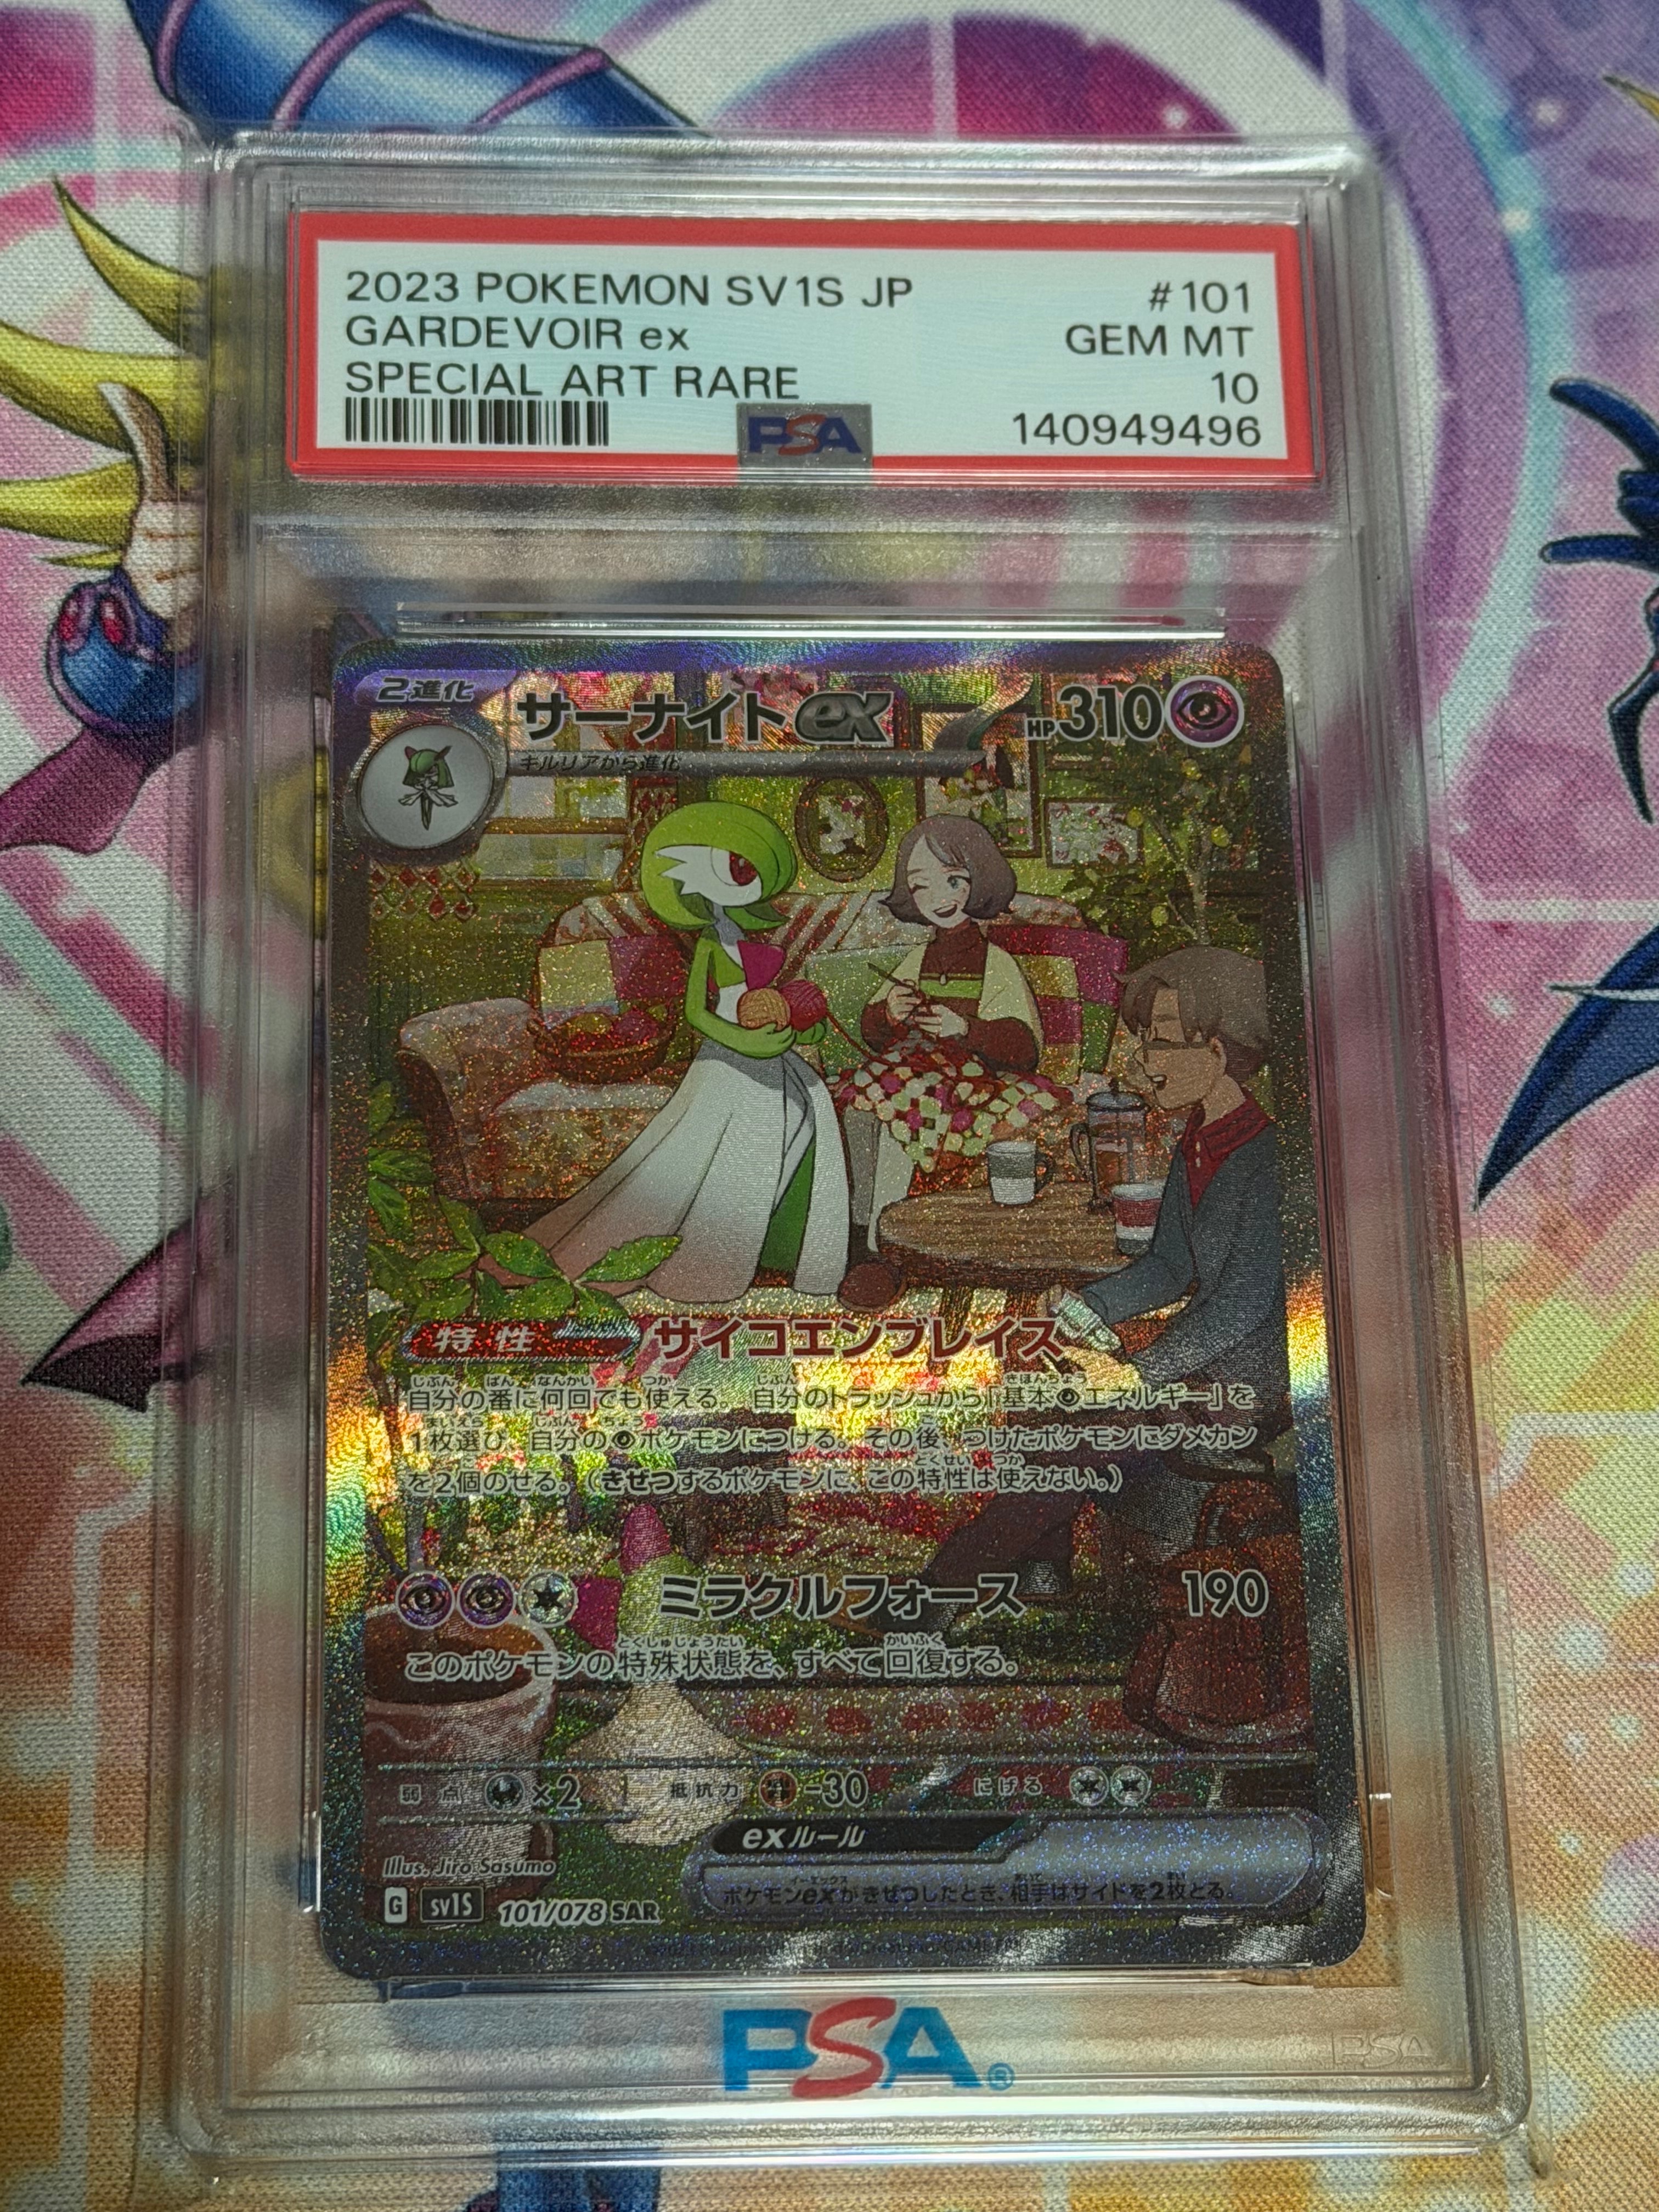 2023 POKEMON SV1S JP #101
GARDEVOIR ex GEM MT
SPECIAL ART RARE 10
PSA 140949496
2進化 サーナイトex HP310
キルリアから進化
特性 サイコエンブレイス
自分の番に何回でも使える。自分のトラッシュから「基本エネルギー」を
1枚選び、自分のポケモンにつける。その後、つけたポケモンにダメカン
を2個のせる。(きぜつするポケモンに、この特性は使えない。)
ミラクルフォース 190
このポケモンの特殊状態を、すべて回復する。
弱点 ×2 抵抗力 -30 にげる
exルール
ポケモンexがきぜつしたとき、相手はサイドを2枚とる。
Illus. Jiro Sasumo
G sv1S 101/078 SAR
PSA®
PSA